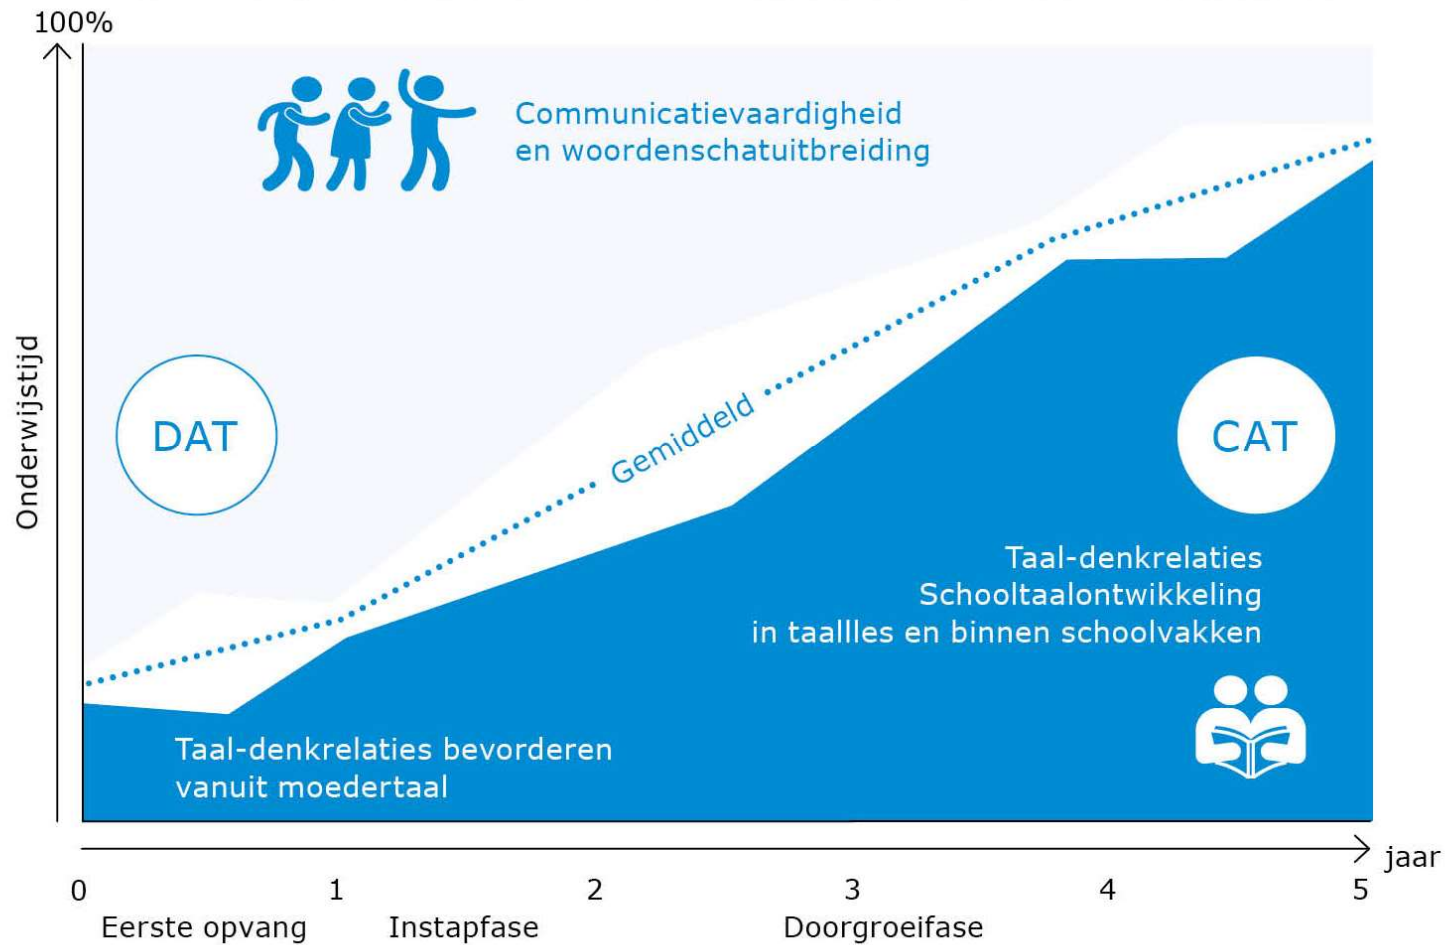 100%
Communicatievaardigheid
en woordenschatuitbreiding
Onderwijstijd
DAT
Gemiddeld
CAT
Taal-denkrelaties
Schooltaalontwikkeling
in taallles en binnen schoolvakken
Taal-denkrelaties bevorderen
vanuit moedertaal
jaar
0 1 2 3 4 5
Eerste opvang Instapfase Doorgroeifase